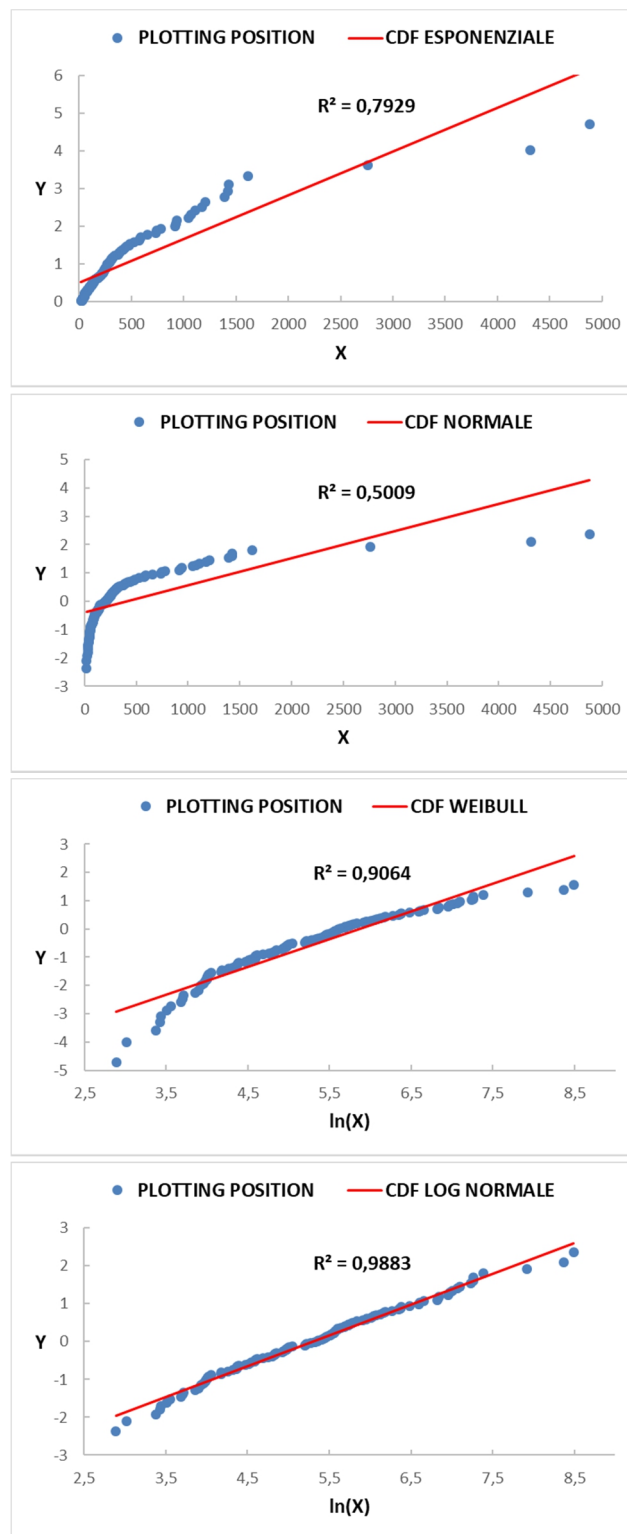 PLOTTING POSITION CDF ESPONENZIALE
6
5
4
3
2
1
0
Y
R² = 0,7929
0 500 1000 1500 2000 2500 3000 3500 4000 4500 5000
X
PLOTTING POSITION CDF NORMALE
5
4
3
2
1
0
-1
-2
-3
Y
R² = 0,5009
0 500 1000 1500 2000 2500 3000 3500 4000 4500 5000
X
PLOTTING POSITION CDF WEIBULL
3
2
1
0
-1
-2
-3
-4
-5
Y
R² = 0,9064
2,5 3,5 4,5 5,5 6,5 7,5 8,5
ln(X)
PLOTTING POSITION CDF LOG NORMALE
3
2
1
0
-1
-2
-3
Y
R² = 0,9883
2,5 3,5 4,5 5,5 6,5 7,5 8,5
ln(X)